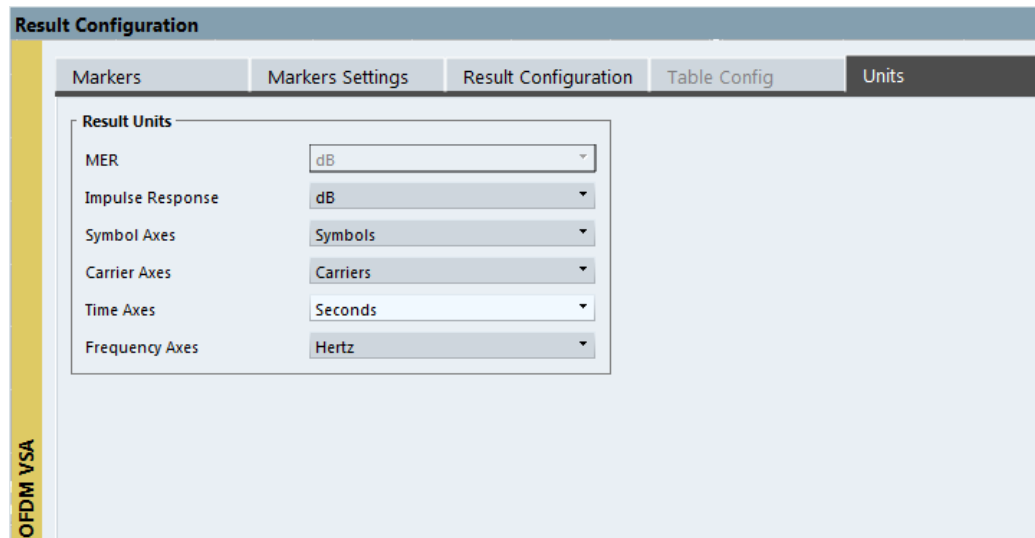 Result Configuration
Markers Markers Settings Result Configuration Table Config Units
Result Units
MER dB
Impulse Response dB
Symbol Axes Symbols
Carrier Axes Carriers
Time Axes Seconds
Frequency Axes Hertz
OFDM VSA